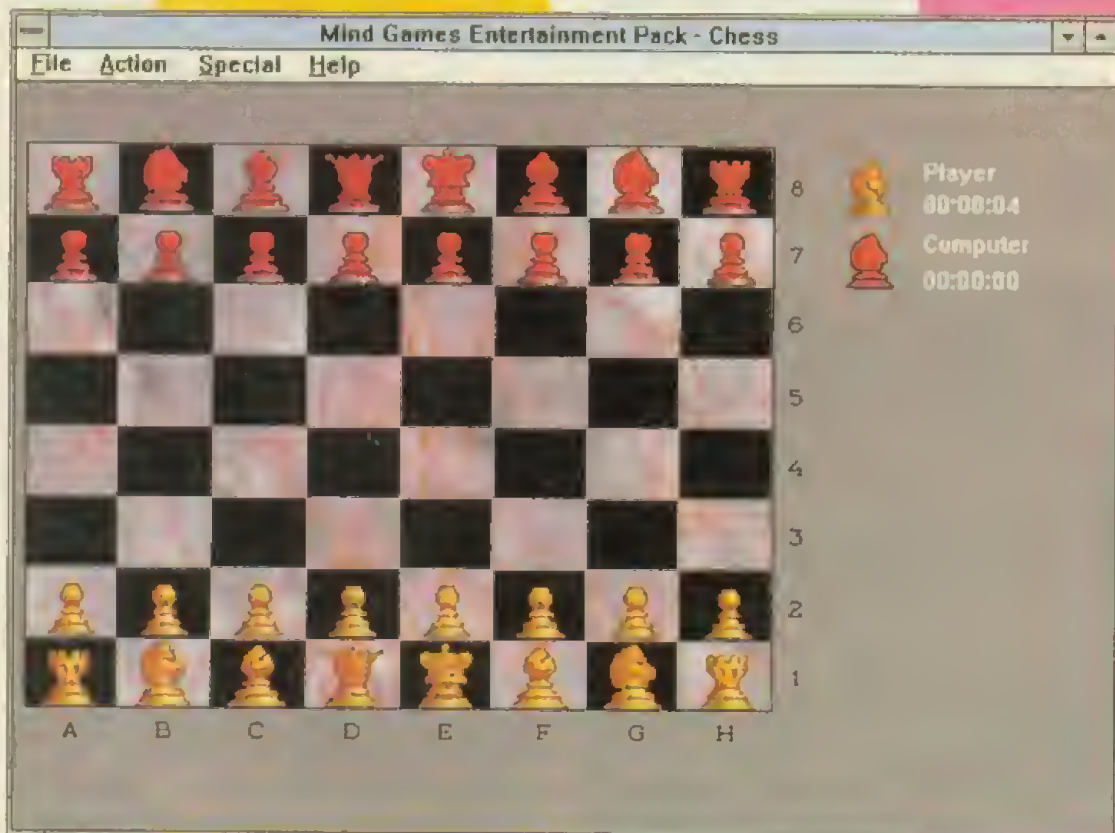 Mind Games Entertainment Pack - Chess
File Action Special Help
8
Player
00:00:04
7
Computer
00:00:00
6
5
4
3
2
1
A B C D E F G H